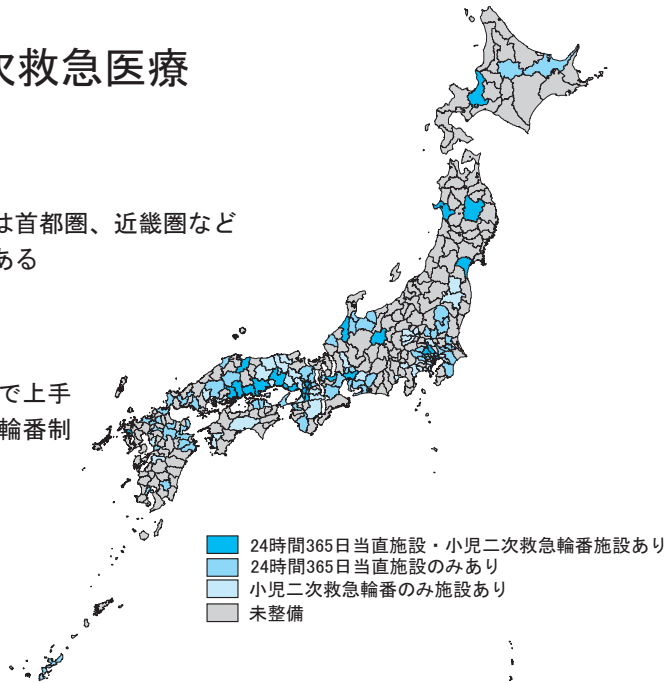 次救急医療
は首都圏、近畿圏など
ある
で上手
輪番制
24時間365日当直施設・小児二次救急輪番施設あり
24時間365日当直施設のみあり
小児二次救急輪番のみ施設あり
未整備